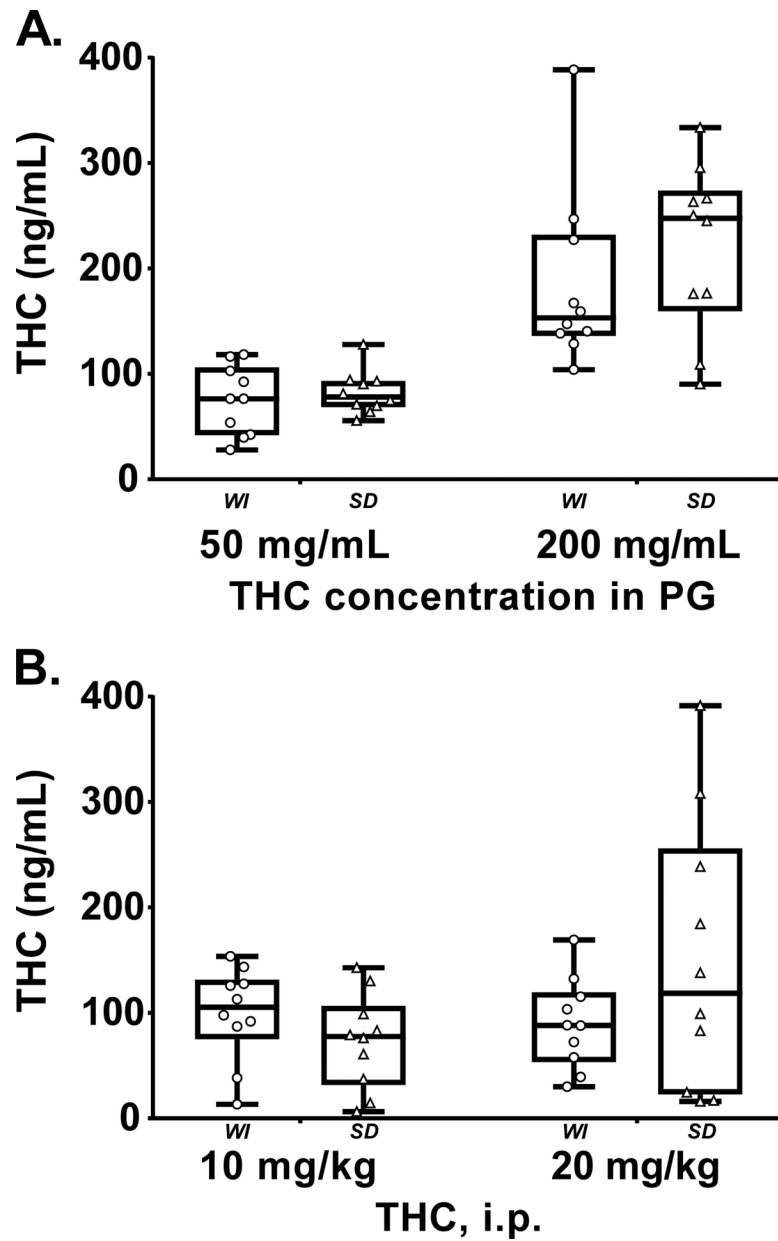 A.
400
300
200
100
0
THC (ng/mL)
WI SD WI SD
50 mg/mL 200 mg/mL
THC concentration in PG
B.
400
300
200
100
0
THC (ng/mL)
WI SD WI SD
10 mg/kg 20 mg/kg
THC, i.p.